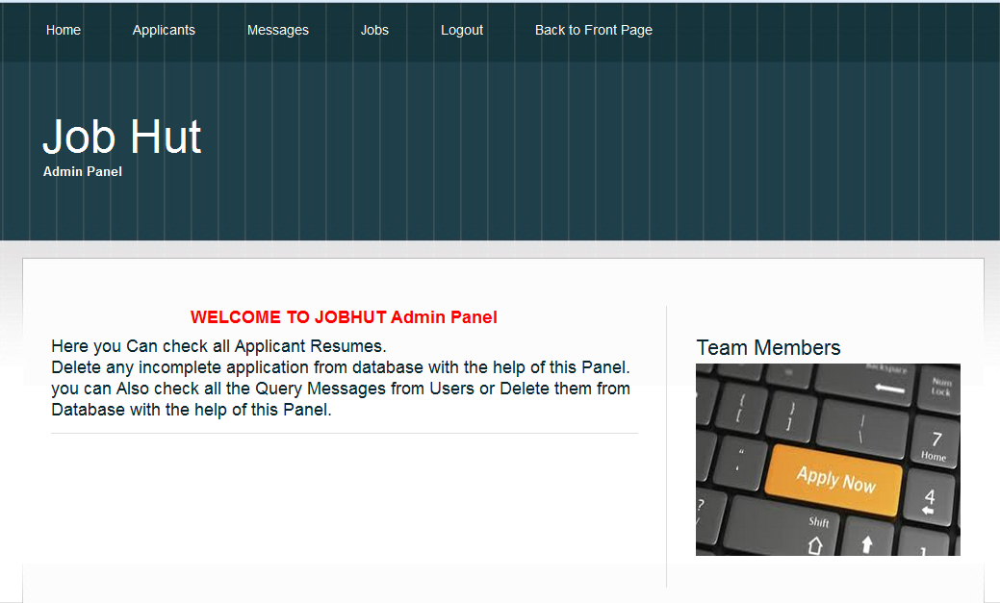 Home Applicants Messages Jobs Logout Back to Front Page
Job Hut
Admin Panel
WELCOME TO JOBHUT Admin Panel
Here you Can check all Applicant Resumes.
Delete any incomplete application from database with the help of this Panel.
you can Also check all the Query Messages from Users or Delete them from
Database with the help of this Panel.
Team Members
Backspace
Num
Lock
{
[
}
]
|
\
7
Home
"
'
Apply Now
4
?
/
Shift
1